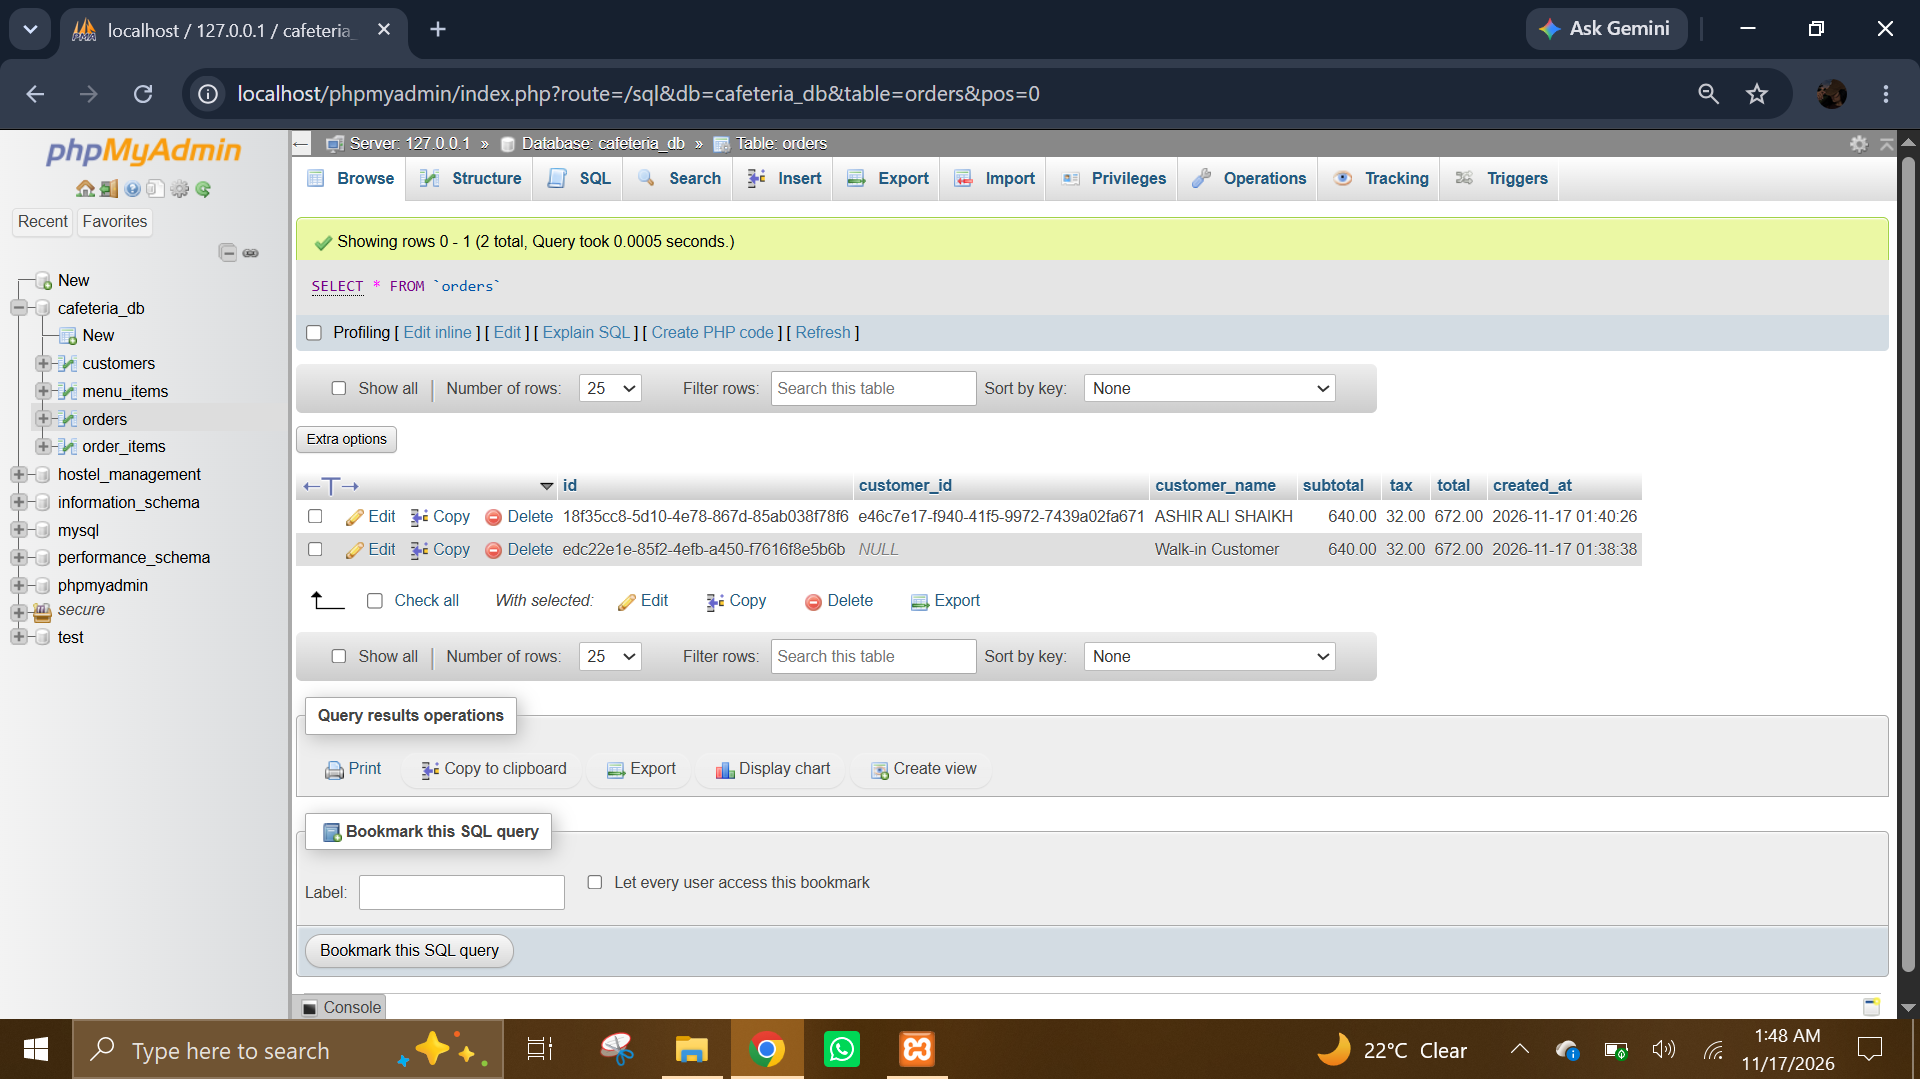 localhost / 127.0.0.1 / cafeteria_
Ask Gemini
localhost/phpmyadmin/index.php?route=/sql&db=cafeteria_db&table=orders&pos=0
phpMyAdmin
Recent Favorites
New
cafeteria_db
New
customers
menu_items
orders
order_items
hostel_management
information_schema
mysql
performance_schema
phpmyadmin
secure
test
Server: 127.0.0.1 » Database: cafeteria_db » Table: orders
Browse Structure SQL Search Insert Export Import Privileges Operations Tracking Triggers
Showing rows 0 - 1 (2 total, Query took 0.0005 seconds.)
SELECT * FROM `orders`
Profiling [ Edit inline ] [ Edit ] [ Explain SQL ] [ Create PHP code ] [ Refresh ]
Show all | Number of rows: 25 Filter rows: Search this table Sort by key: None
Extra options
←T→ id customer_id customer_name subtotal tax total created_at
Edit Copy Delete 18f35cc8-5d10-4e78-867d-85ab038f78f6 e46c7e17-f940-41f5-9972-7439a02fa671 ASHIR ALI SHAIKH 640.00 32.00 672.00 2026-11-17 01:40:26
Edit Copy Delete edc22e1e-85f2-4efb-a450-f7616f8e5b6b NULL Walk-in Customer 640.00 32.00 672.00 2026-11-17 01:38:38
Check all With selected: Edit Copy Delete Export
Show all | Number of rows: 25 Filter rows: Search this table Sort by key: None
Query results operations
Print Copy to clipboard Export Display chart Create view
Bookmark this SQL query
Label: Let every user access this bookmark
Bookmark this SQL query
Console
Type here to search
22°C Clear
1:48 AM
11/17/2026